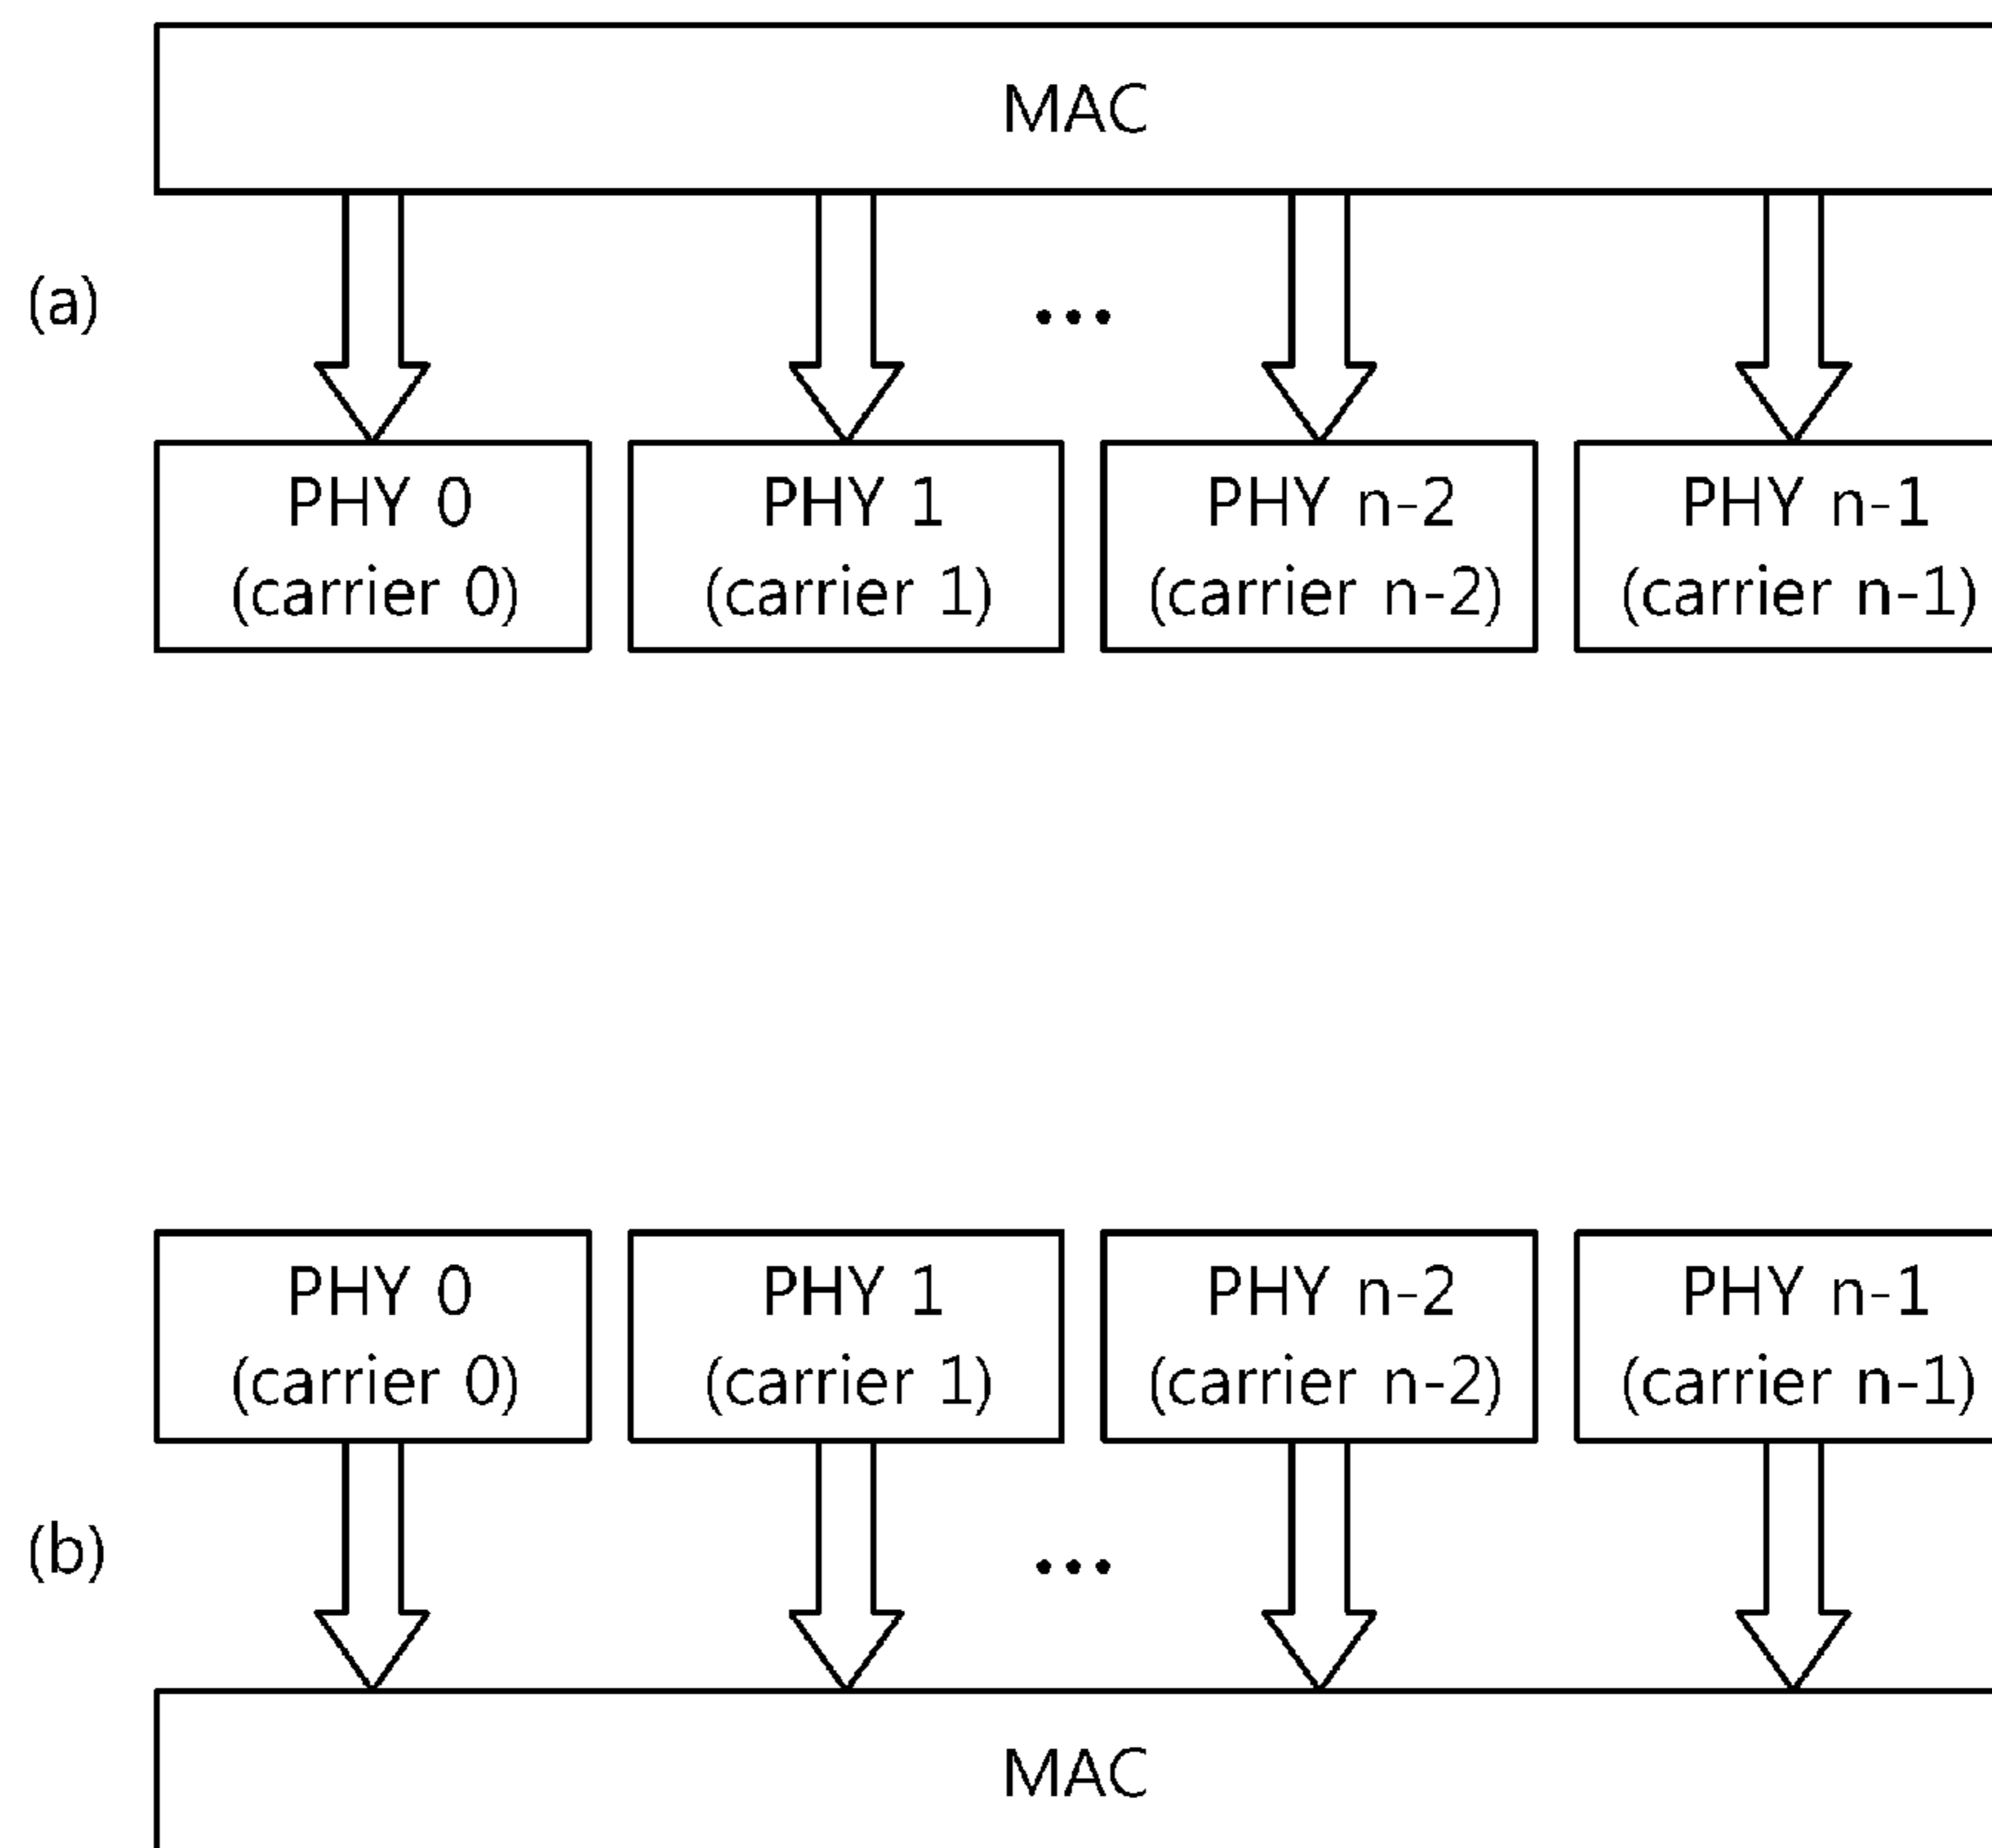 MAC
(a)
...
PHY 0
(carrier 0)
PHY 1
(carrier 1)
PHY n-2
(carrier n-2)
PHY n-1
(carrier n-1)
PHY 0
(carrier 0)
PHY 1
(carrier 1)
PHY n-2
(carrier n-2)
PHY n-1
(carrier n-1)
(b)
...
MAC